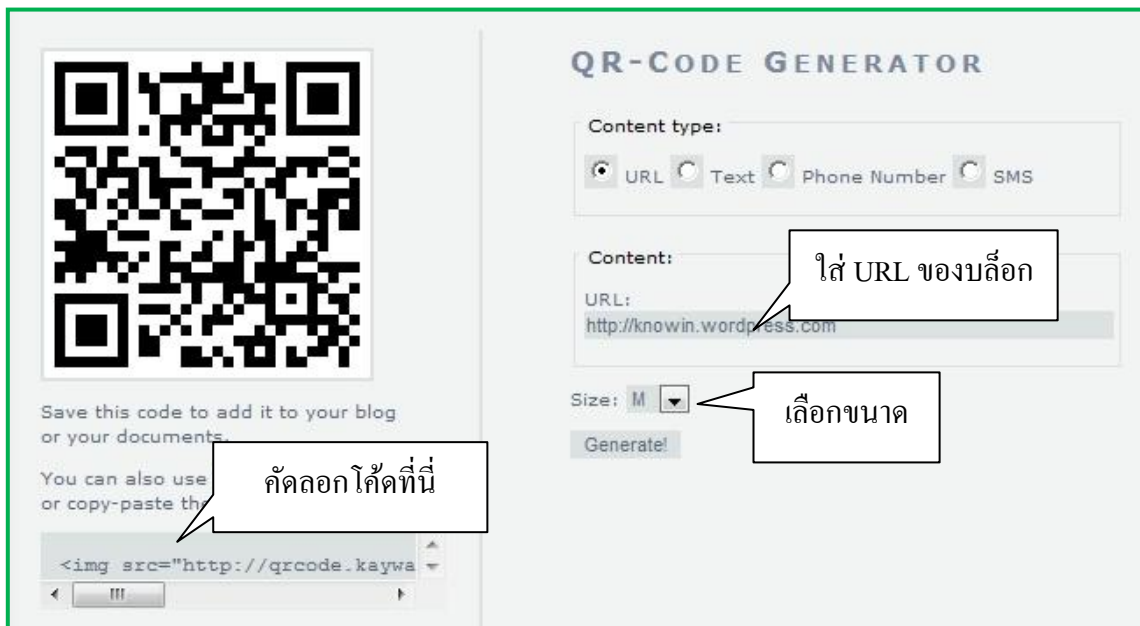 QR-CODE GENERATOR
Content type:
URL Text Phone Number SMS
Content:
ใส่ URL ของบล็อก
URL:
http://knowin.wordpress.com
Size: M
เลือกขนาด
Generate!
Save this code to add it to your blog
or your documents.
You can also use
or copy-paste
คัดลอกโค้ดที่นี่
<img src="http://qrcode.kaywa